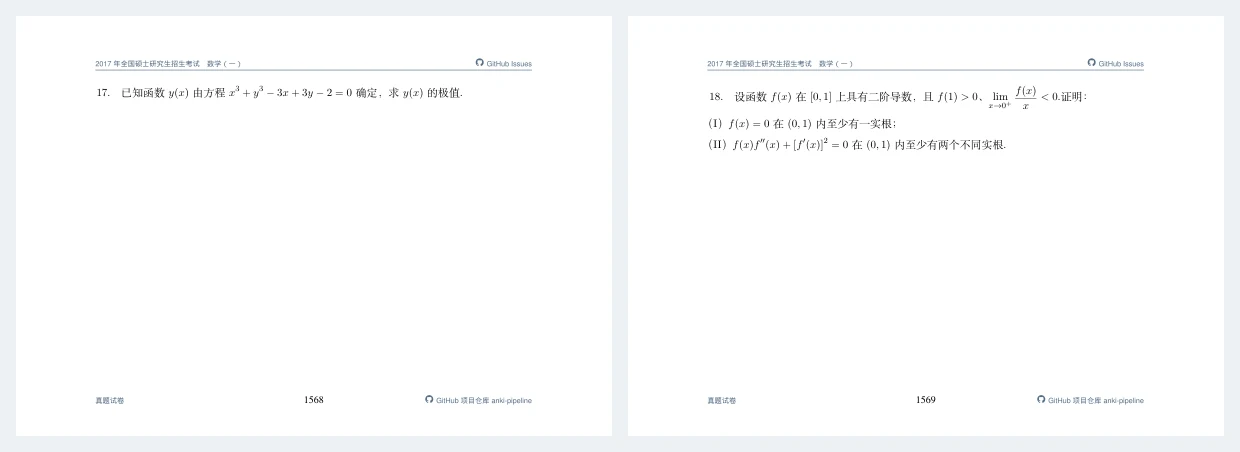 2017 年全国硕士研究生招生考试 数学（一） GitHub Issues
17. 已知函数 y(x) 由方程 x³ + y³ − 3x + 3y − 2 = 0 确定，求 y(x) 的极值.
真题试卷 1568 GitHub 项目仓库 anki-pipeline
2017 年全国硕士研究生招生考试 数学（一） GitHub Issues
18. 设函数 f(x) 在 [0, 1] 上具有二阶导数，且 f(1) > 0，lim_{x→0⁺} f(x)/x < 0.证明：
(I) f(x) = 0 在 (0, 1) 内至少有一实根；
(II) f(x)f″(x) + [f′(x)]² = 0 在 (0, 1) 内至少有两个不同实根.
真题试卷 1569 GitHub 项目仓库 anki-pipeline